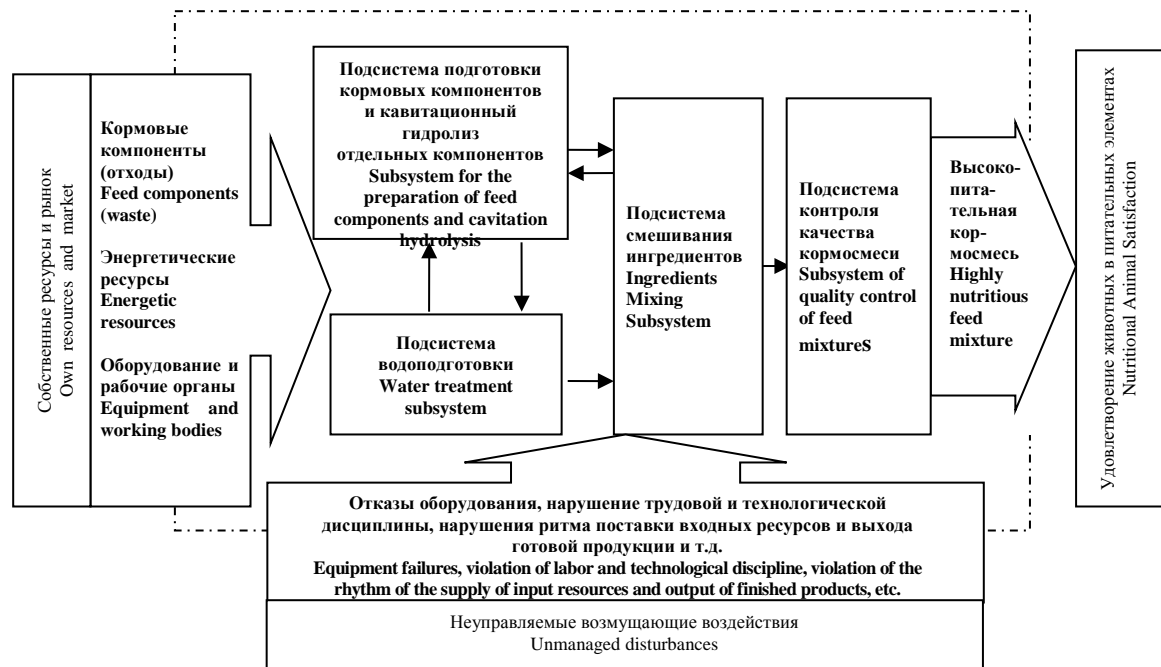 Собственные ресурсы и рынок
Own resources and market
Кормовые
компоненты
(отходы)
Feed components
(waste)
Энергетические
ресурсы
Energetic
resources
Оборудование и
рабочие органы
Equipment and
working bodies
Подсистема подготовки
кормовых компонентов
и кавитационный
гидролиз
отдельных компонентов
Subsystem for the
preparation of feed
components and cavitation
hydrolysis
Подсистема
водоподготовки
Water treatment
subsystem
Подсистема
смешивания
ингредиентов
Ingredients
Mixing
Subsystem
Подсистема
контроля
качества
кормосмеси
Subsystem of
quality control
of feed
mixtures
Высоко-
пита-
тельная
кор-
мосмесь
Highly
nutritious
feed
mixture
Удовлетворение животных в питательных элементах
Nutritional Animal Satisfaction
Отказы оборудования, нарушение трудовой и технологической
дисциплины, нарушения ритма поставки входных ресурсов и выхода
готовой продукции и т.д.
Equipment failures, violation of labor and technological discipline, violation of the
rhythm of the supply of input resources and output of finished products, etc.
Неуправляемые возмущающие воздействия
Unmanaged disturbances